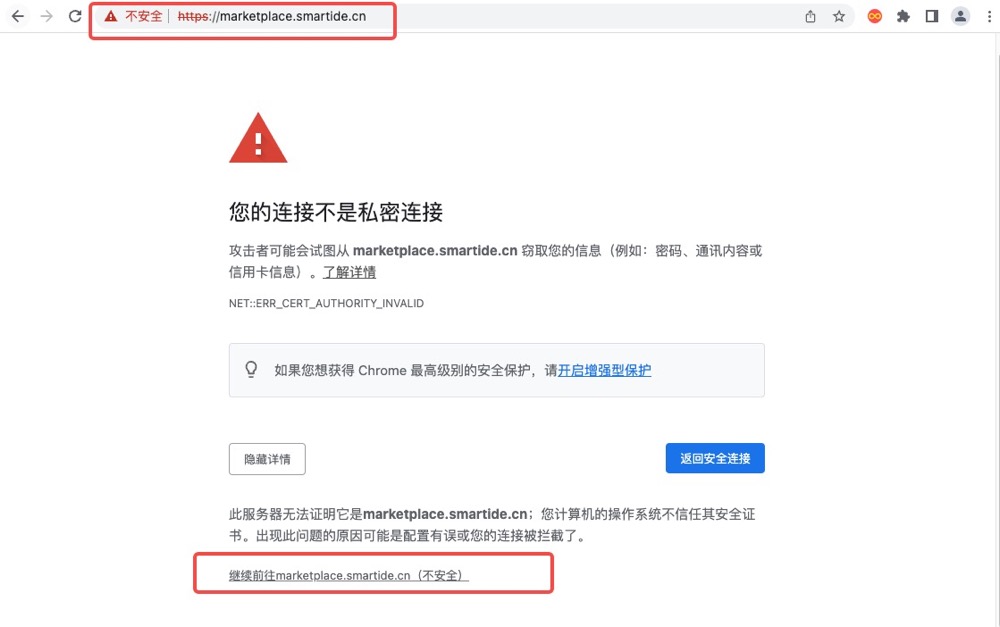 不安全 https://marketplace.smartide.cn
您的连接不是私密连接
攻击者可能会试图从 marketplace.smartide.cn 窃取您的信息（例如：密码、通讯内容或
信用卡信息）。了解详情
NET::ERR_CERT_AUTHORITY_INVALID
如果您想获得 Chrome 最高级别的安全保护，请开启增强型保护
隐藏详情
返回安全连接
此服务器无法证明它是marketplace.smartide.cn；您计算机的操作系统不信任其安全证
书。出现此问题的原因可能是配置有误或您的连接被拦截了。
继续前往marketplace.smartide.cn（不安全）